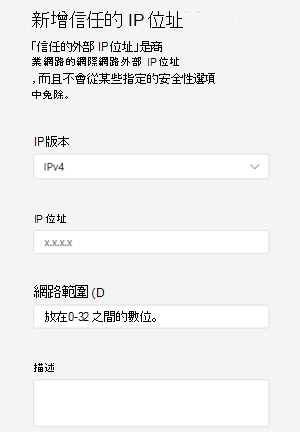 新增信任的 IP 位址
「信任的外部 IP 位址」是商
業網路的網際網路外部 IP 位址
,而且不會從某些指定的安全性選項
中免除。
IP版本
IPv4
IP 位址
x.x.x.x
網路範圍 (D
放在0-32 之間的數位。
描述